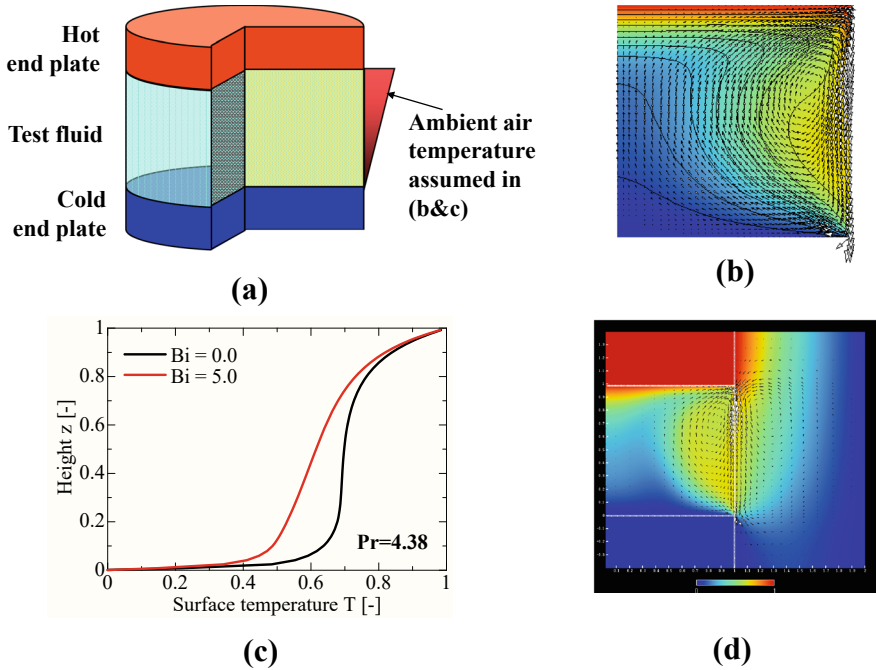 Hot
end plate
Test fluid
Cold
end plate
Ambient air
temperature
assumed in
(b&c)
(a)
(b)
1
0.8
0.6
0.4
0.2
0
Height z [-]
Bi = 0.0
Bi = 5.0
Pr=4.38
0 0.2 0.4 0.6 0.8 1
Surface temperature T [-]
(c)
(d)